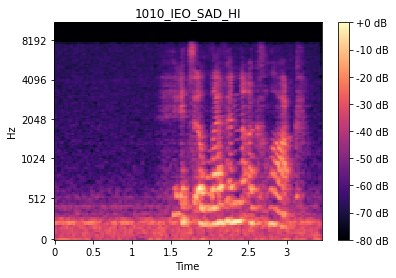 1010_IEO_SAD_HI
+0 dB
8192
-10 dB
4096
-20 dB
-30 dB
2048
-40 dB
Hz
1024
-50 dB
512
-60 dB
-70 dB
0
-80 dB
0 0.5 1 1.5 2 2.5 3
Time